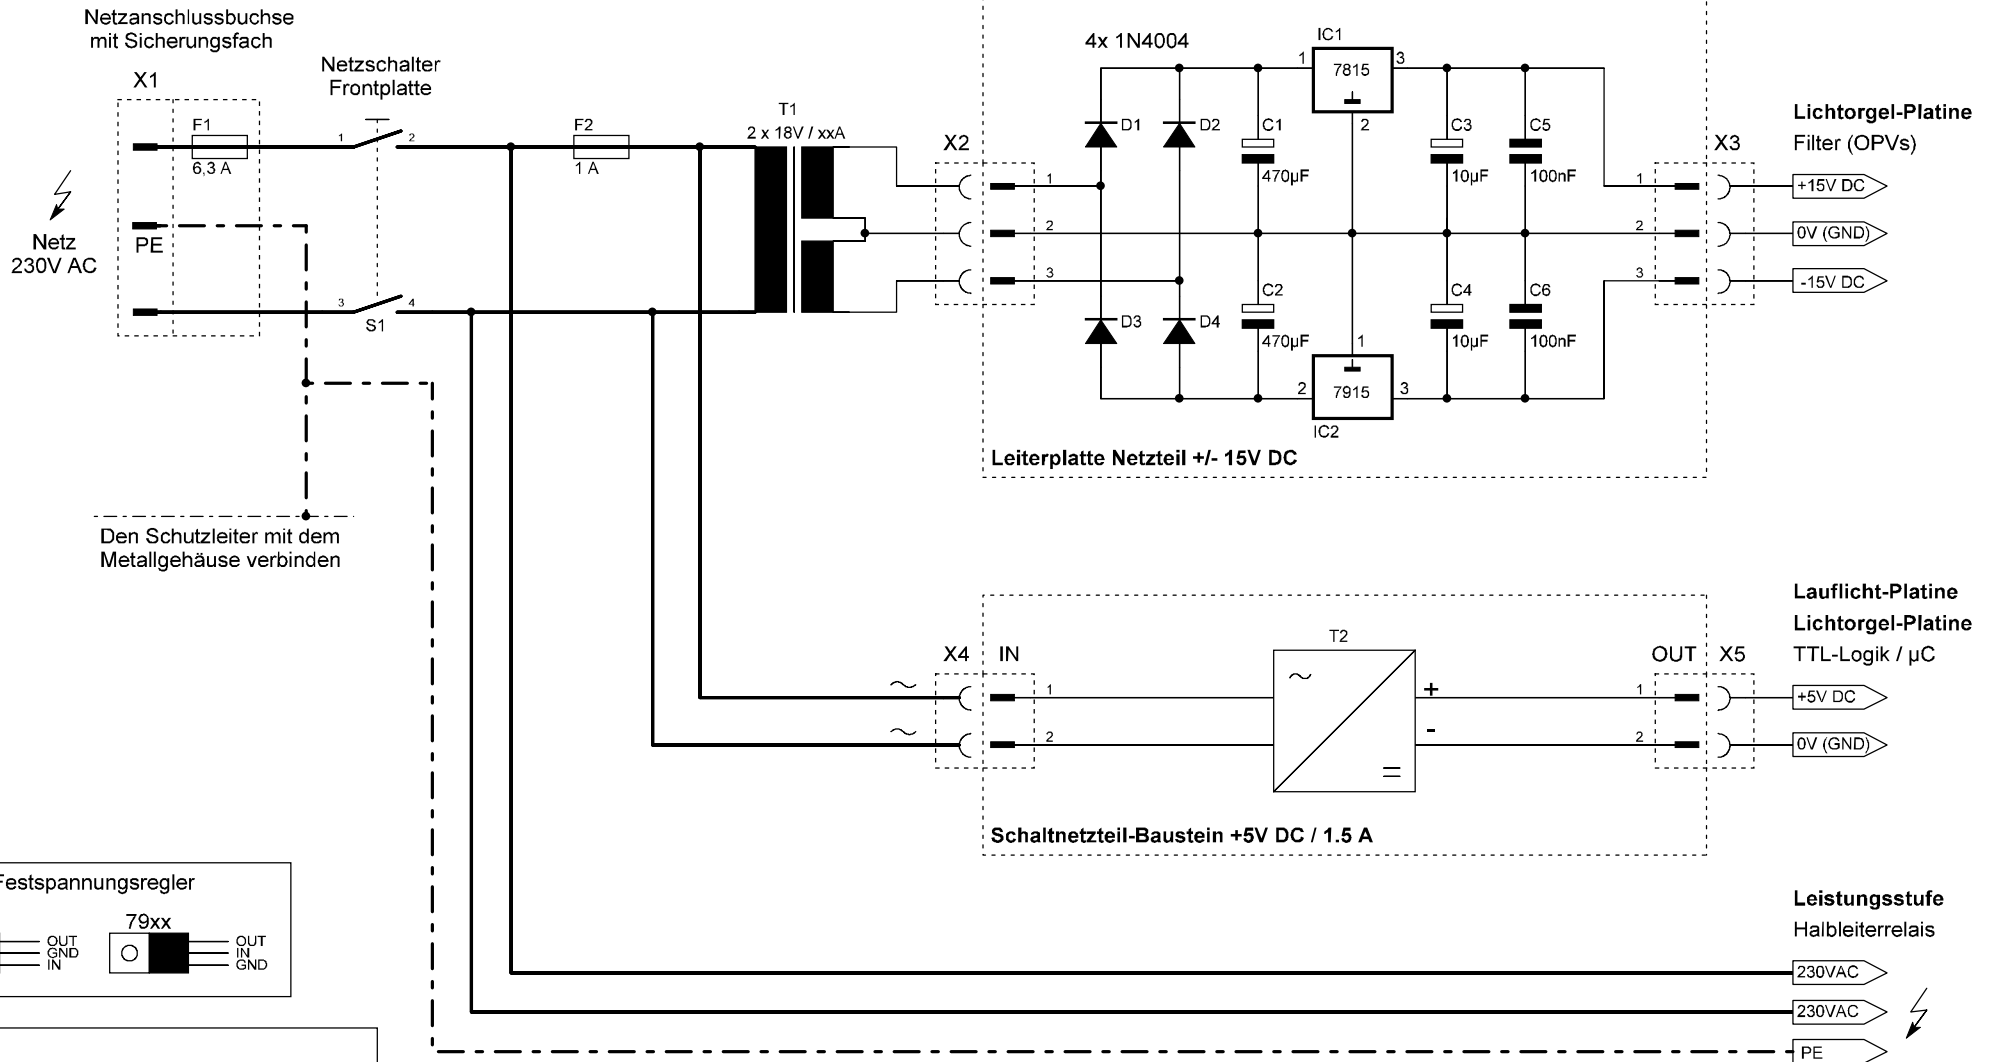 Netzanschlussbuchse
mit Sicherungsfach
X1
F1
6,3 A
Netz
230V AC
PE
Netzschalter
Frontplatte
1
2
3
4
S1
F2
1 A
T1
2 x 18V / xxA
Den Schutzleiter mit dem
Metallgehäuse verbinden
X2
1
2
3
4x 1N4004
D1
D2
D3
D4
C1
470µF
C2
470µF
IC1
1
7815
3
2
1
2
7915
3
IC2
C3
10µF
C5
100nF
C4
10µF
C6
100nF
Leiterplatte Netzteil +/- 15V DC
X3
1
2
3
Lichtorgel-Platine
Filter (OPVs)
+15V DC
0V (GND)
-15V DC
X4
IN
~
~
1
2
T2
~
=
+
-
OUT
X5
1
2
Schaltnetzteil-Baustein +5V DC / 1.5 A
Lauflicht-Platine
Lichtorgel-Platine
TTL-Logik / µC
+5V DC
0V (GND)
Festspannungsregler
79xx
OUT
GND
IN
OUT
IN
GND
Leistungsstufe
Halbleiterrelais
230VAC
230VAC
PE